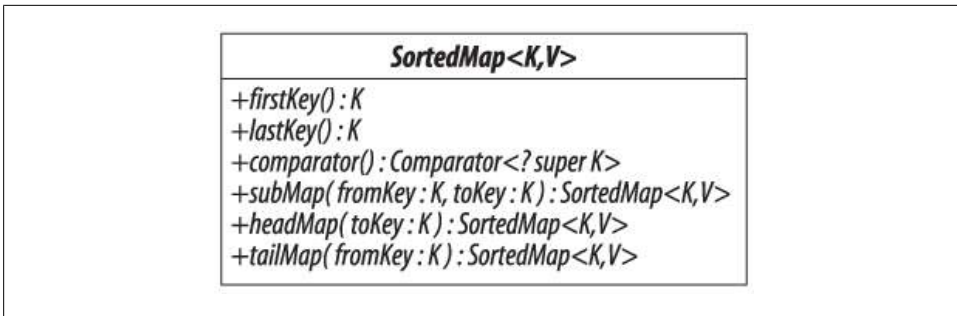 SortedMap<K,V>
+firstKey() : K
+lastKey() : K
+comparator() : Comparator<? super K>
+subMap( fromKey : K, toKey : K ) : SortedMap<K,V>
+headMap( toKey : K ) : SortedMap<K,V>
+tailMap( fromKey : K ) : SortedMap<K,V>